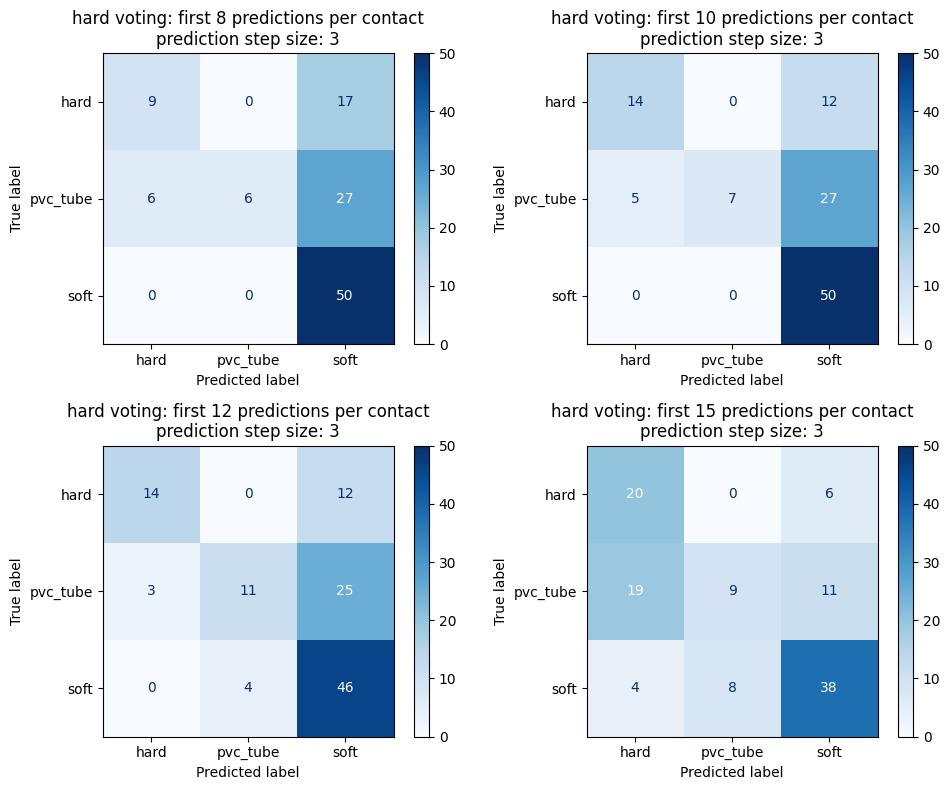 hard voting: first 8 predictions per contact
prediction step size: 3
50
40
30
20
10
0
hard
pvc_tube
soft
True label
9 0 17
6 6 27
0 0 50
hard pvc_tube soft
Predicted label
hard voting: first 10 predictions per contact
prediction step size: 3
50
40
30
20
10
0
hard
pvc_tube
soft
True label
14 0 12
5 7 27
0 0 50
hard pvc_tube soft
Predicted label
hard voting: first 12 predictions per contact
prediction step size: 3
50
40
30
20
10
0
hard
pvc_tube
soft
True label
14 0 12
3 11 25
0 4 46
hard pvc_tube soft
Predicted label
hard voting: first 15 predictions per contact
prediction step size: 3
50
40
30
20
10
0
hard
pvc_tube
soft
True label
20 0 6
19 9 11
4 8 38
hard pvc_tube soft
Predicted label